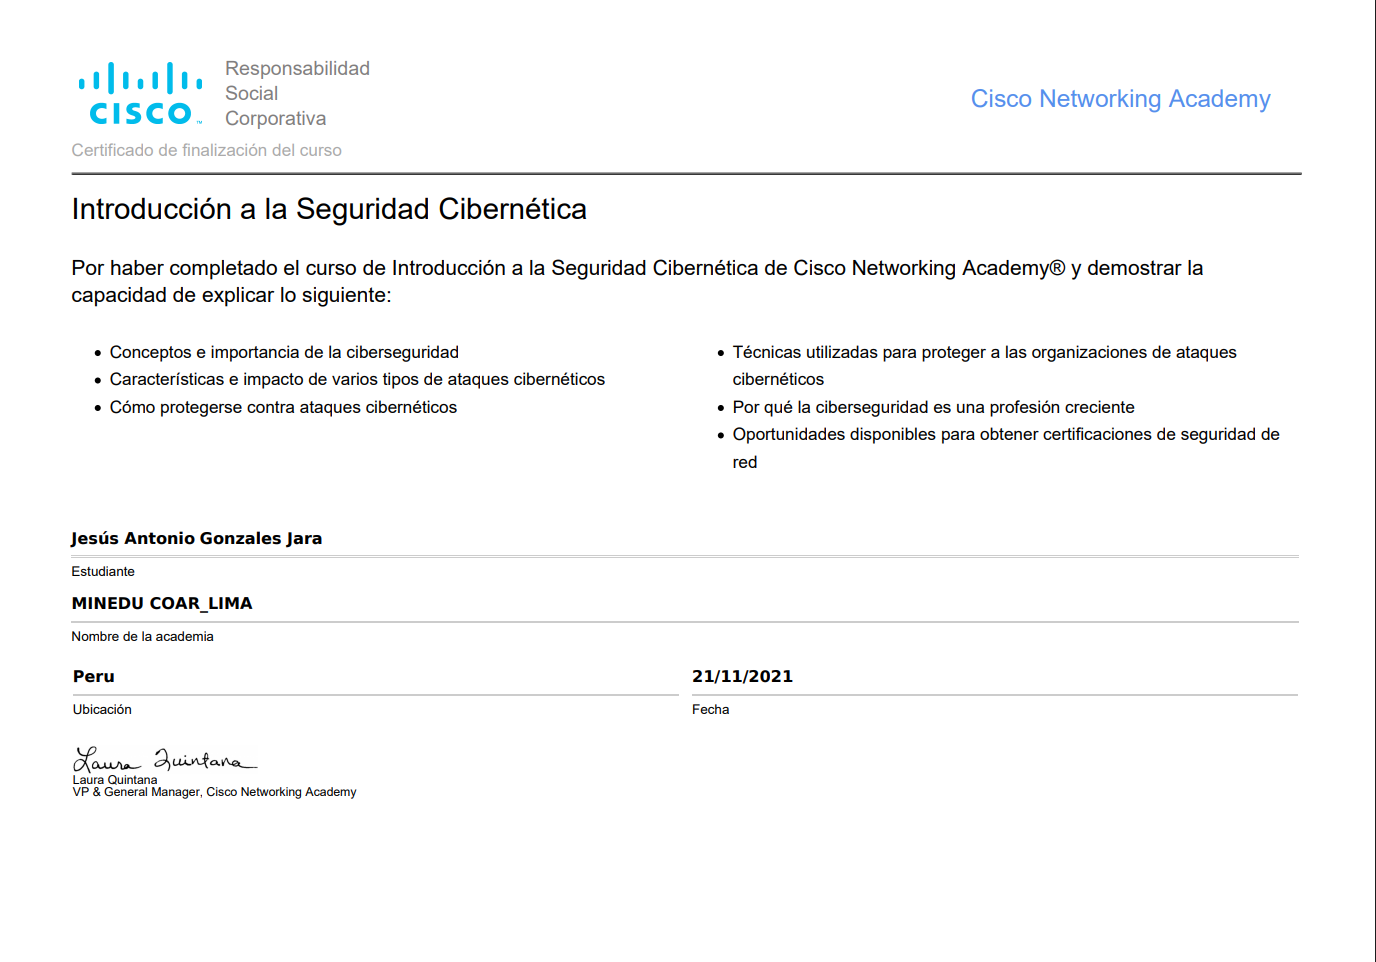 CISCO
Responsabilidad
Social
Corporativa
Cisco Networking Academy
Certificado de finalización del curso
Introducción a la Seguridad Cibernética
Por haber completado el curso de Introducción a la Seguridad Cibernética de Cisco Networking Academy® y demostrar la
capacidad de explicar lo siguiente:
• Conceptos e importancia de la ciberseguridad
• Características e impacto de varios tipos de ataques cibernéticos
• Cómo protegerse contra ataques cibernéticos
• Técnicas utilizadas para proteger a las organizaciones de ataques
cibernéticos
• Por qué la ciberseguridad es una profesión creciente
• Oportunidades disponibles para obtener certificaciones de seguridad de
red
Jesús Antonio Gonzales Jara
Estudiante
MINEDU COAR_LIMA
Nombre de la academia
Peru
Ubicación
21/11/2021
Fecha
Laura Quintana
Laura Quintana
VP & General Manager, Cisco Networking Academy